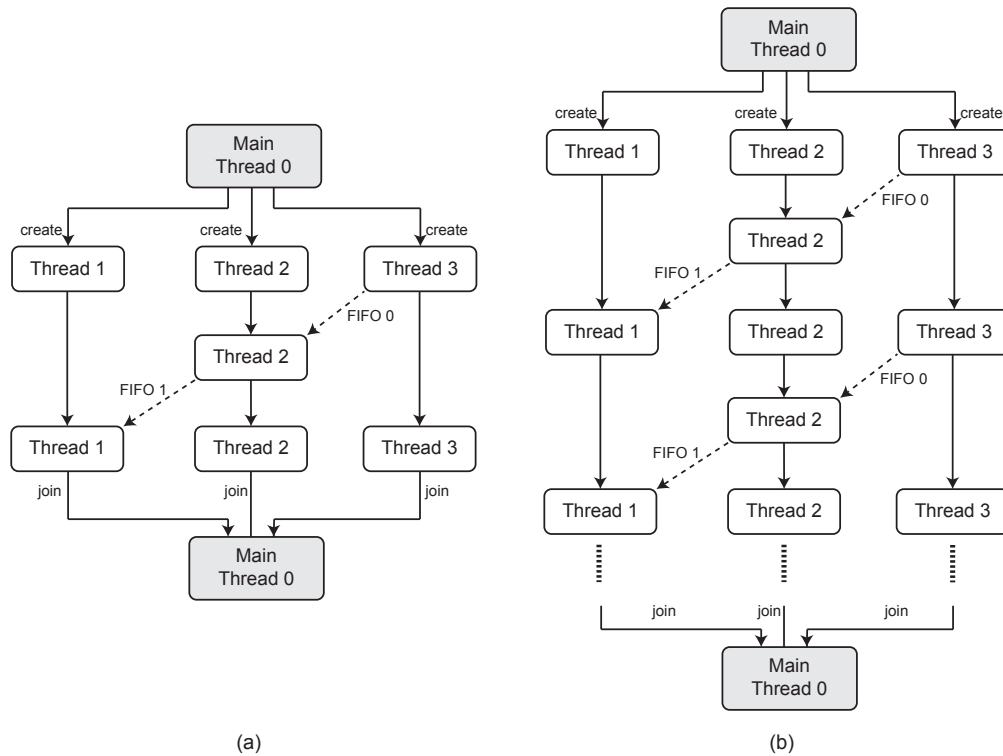 Main
Thread 0
create
create
create
Thread 1
Thread 2
Thread 3
FIFO 0
Thread 2
FIFO 1
Thread 1
Thread 2
Thread 3
join
join
join
Main
Thread 0
(a)
Main
Thread 0
create
create
create
Thread 1
Thread 2
Thread 3
FIFO 0
Thread 2
FIFO 1
Thread 1
Thread 2
Thread 3
FIFO 0
Thread 2
FIFO 1
Thread 1
Thread 2
Thread 3
join
join
join
Main
Thread 0
(b)